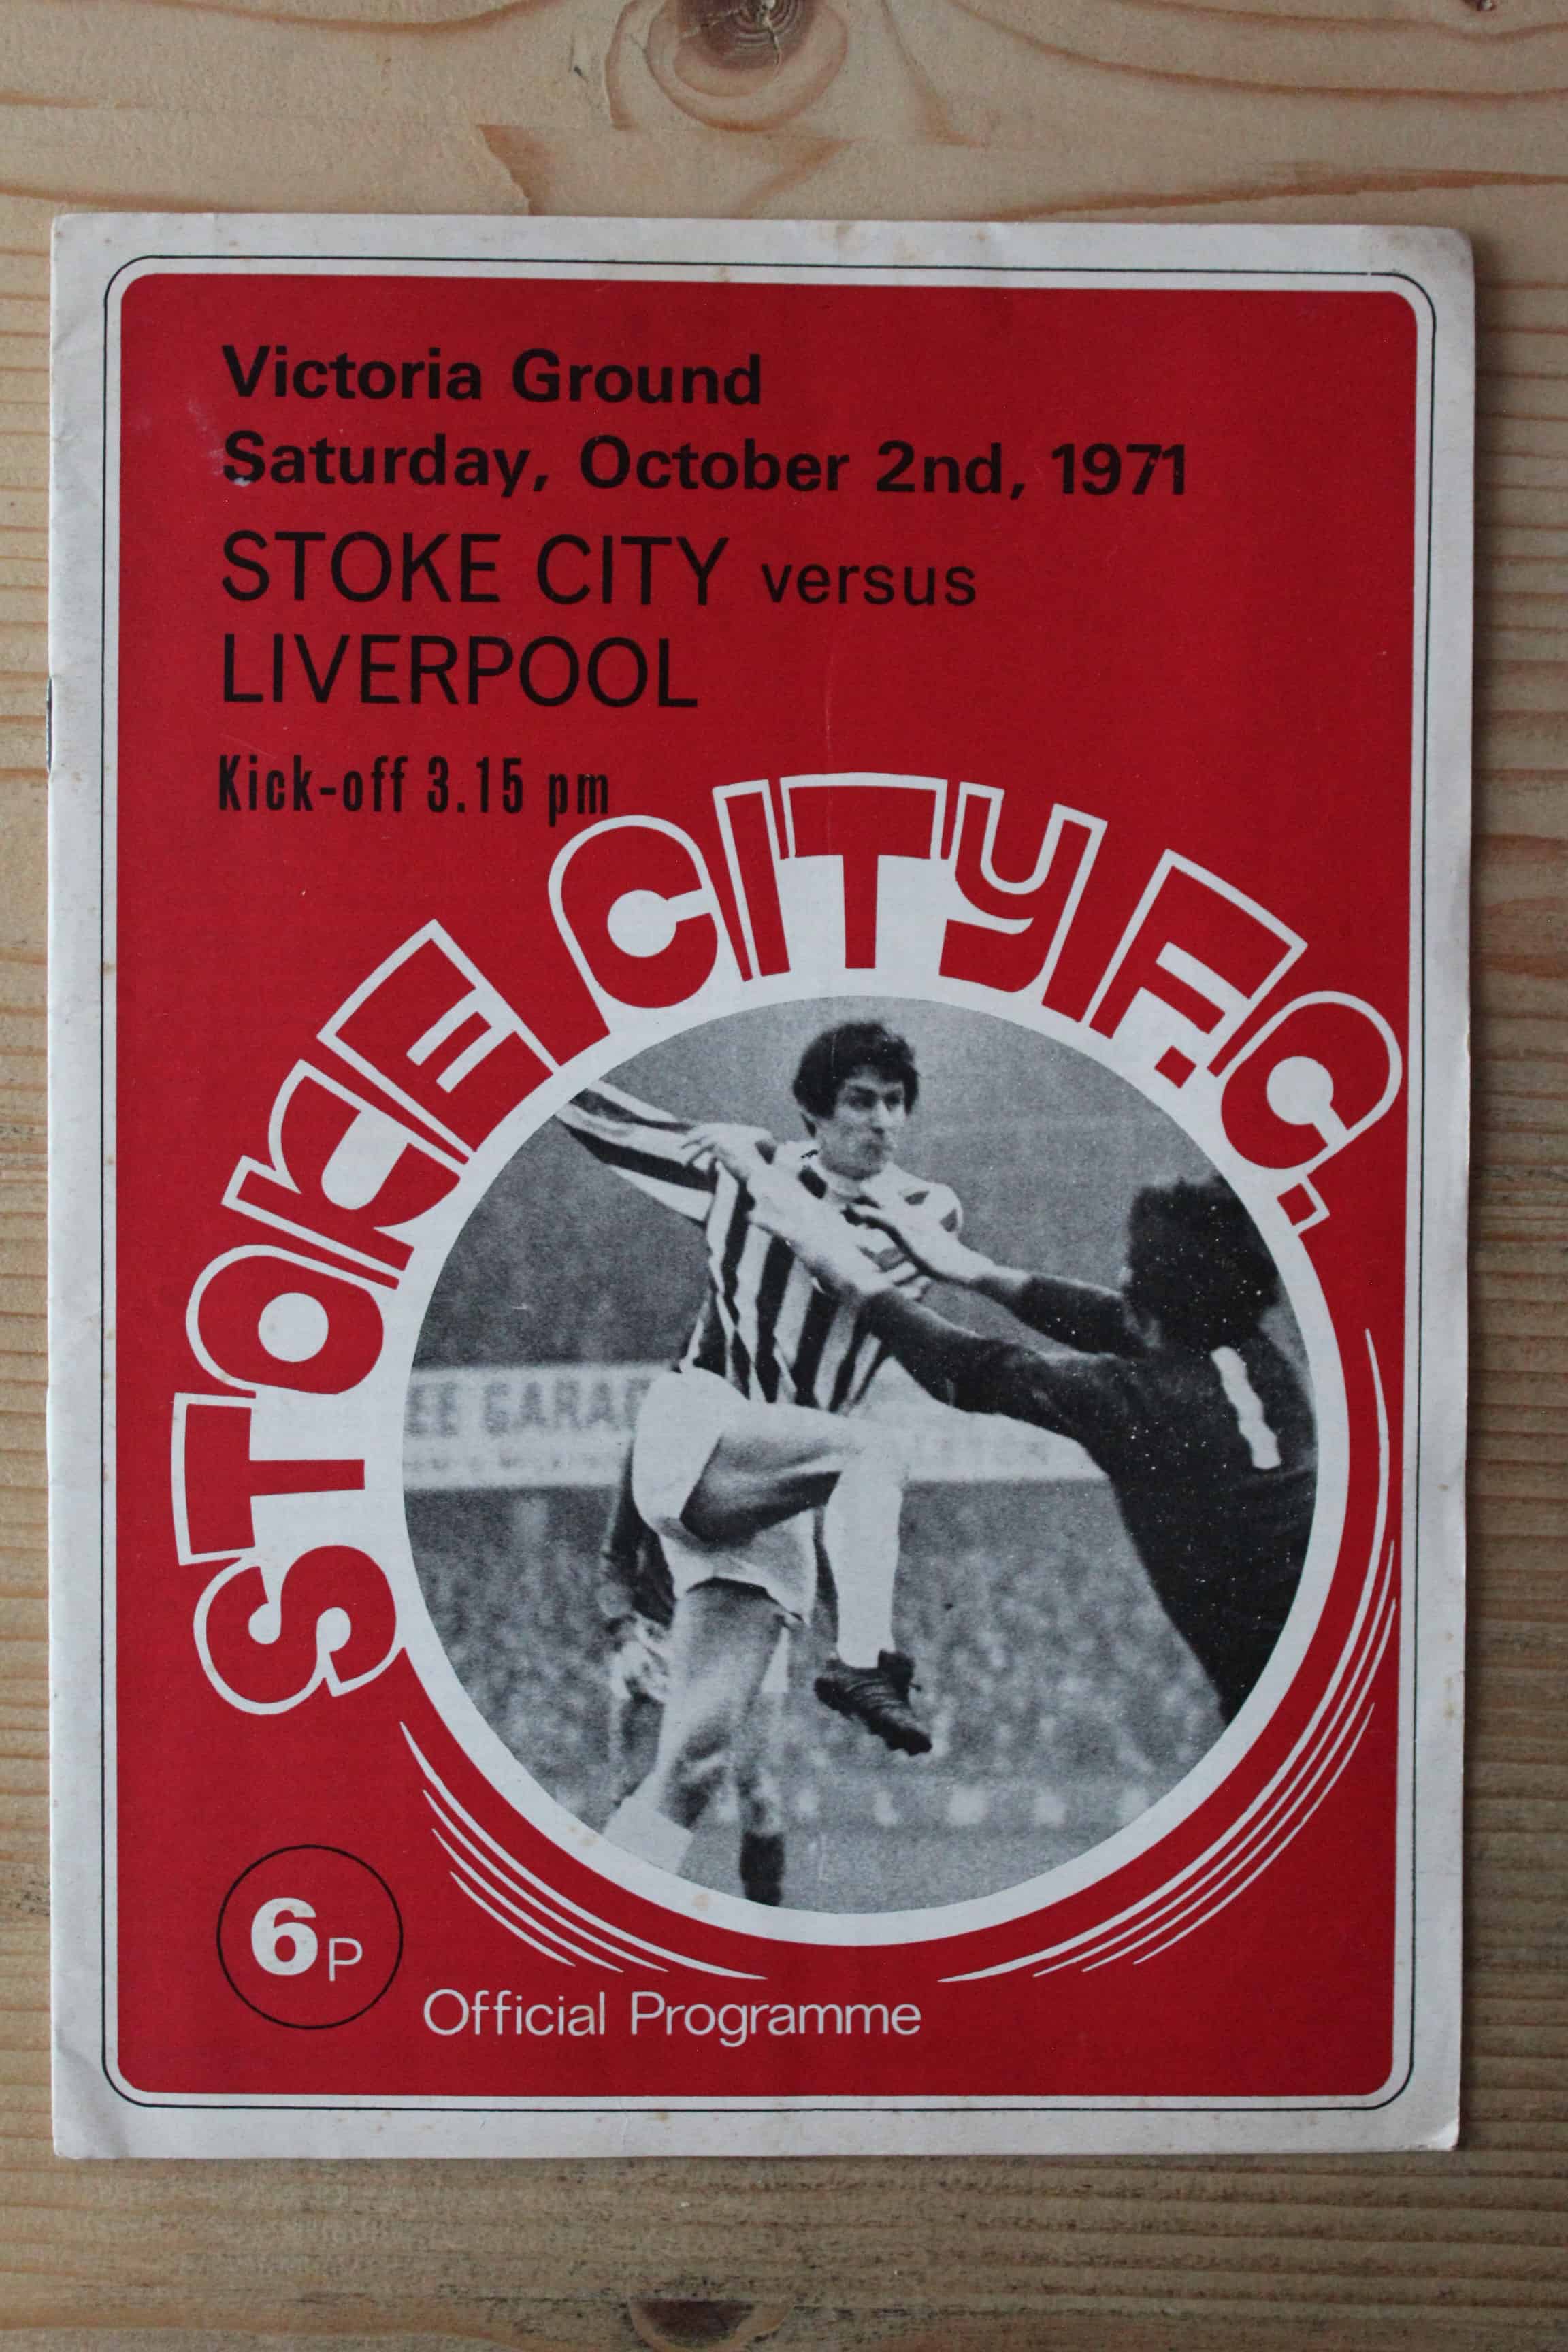 Victoria Ground
Saturday, October 2nd, 1971
STOKE CITY versus
LIVERPOOL
Kick-off 3.15 pm
STOKE CITY F.C.
6P
Official Programme